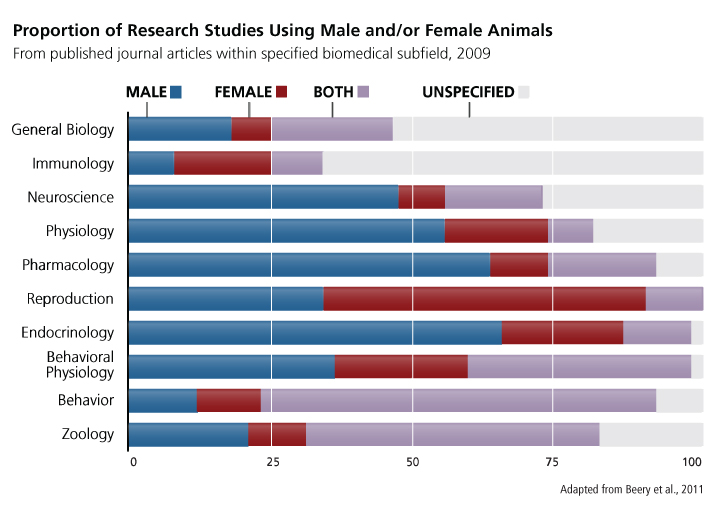 Proportion of Research Studies Using Male and/or Female Animals
From published journal articles within specified biomedical subfield, 2009
MALE FEMALE BOTH UNSPECIFIED
General Biology
Immunology
Neuroscience
Physiology
Pharmacology
Reproduction
Endocrinology
Behavioral
Physiology
Behavior
Zoology
0 25 50 75 100
Adapted from Beery et al., 2011